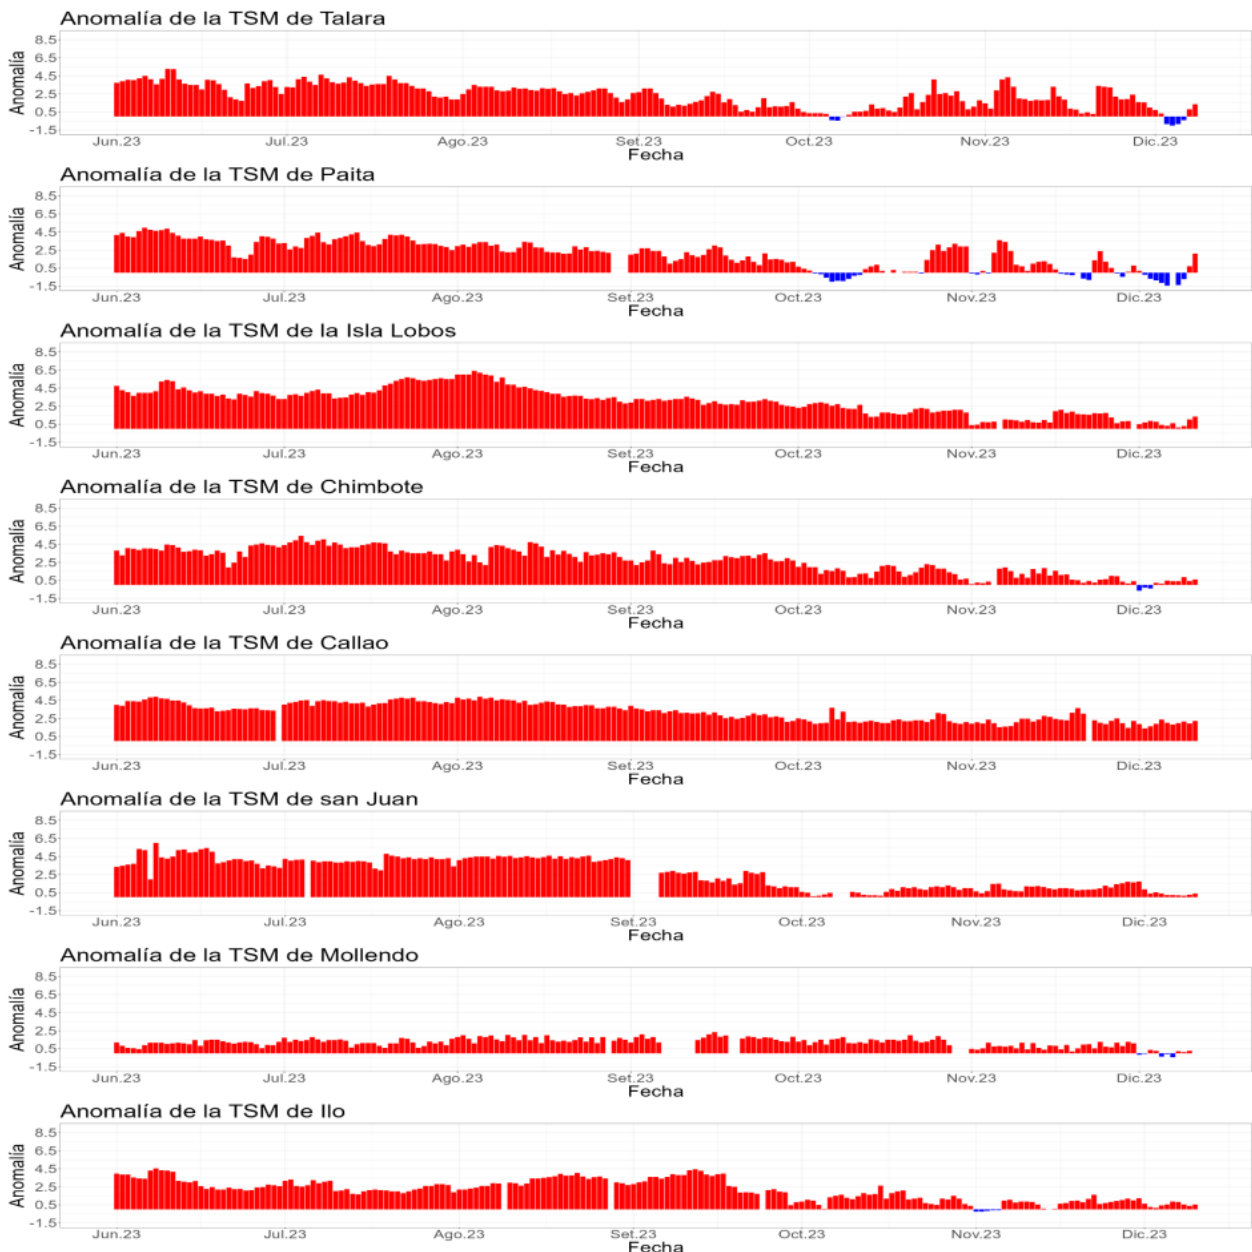 Anomalía de la TSM de Talara
Anomalía
8.5
6.5
4.5
2.5
0.5
-1.5
Jun.23 Jul.23 Ago.23 Set.23 Oct.23 Nov.23 Dic.23
Fecha
Anomalía de la TSM de Paita
Anomalía
8.5
6.5
4.5
2.5
0.5
-1.5
Jun.23 Jul.23 Ago.23 Set.23 Oct.23 Nov.23 Dic.23
Fecha
Anomalía de la TSM de la Isla Lobos
Anomalía
8.5
6.5
4.5
2.5
0.5
-1.5
Jun.23 Jul.23 Ago.23 Set.23 Oct.23 Nov.23 Dic.23
Fecha
Anomalía de la TSM de Chimbote
Anomalía
8.5
6.5
4.5
2.5
0.5
-1.5
Jun.23 Jul.23 Ago.23 Set.23 Oct.23 Nov.23 Dic.23
Fecha
Anomalía de la TSM de Callao
Anomalía
8.5
6.5
4.5
2.5
0.5
-1.5
Jun.23 Jul.23 Ago.23 Set.23 Oct.23 Nov.23 Dic.23
Fecha
Anomalía de la TSM de san Juan
Anomalía
8.5
6.5
4.5
2.5
0.5
-1.5
Jun.23 Jul.23 Ago.23 Set.23 Oct.23 Nov.23 Dic.23
Fecha
Anomalía de la TSM de Mollendo
Anomalía
8.5
6.5
4.5
2.5
0.5
-1.5
Jun.23 Jul.23 Ago.23 Set.23 Oct.23 Nov.23 Dic.23
Fecha
Anomalía de la TSM de Ilo
Anomalía
8.5
6.5
4.5
2.5
0.5
-1.5
Jun.23 Jul.23 Ago.23 Set.23 Oct.23 Nov.23 Dic.23
Fecha